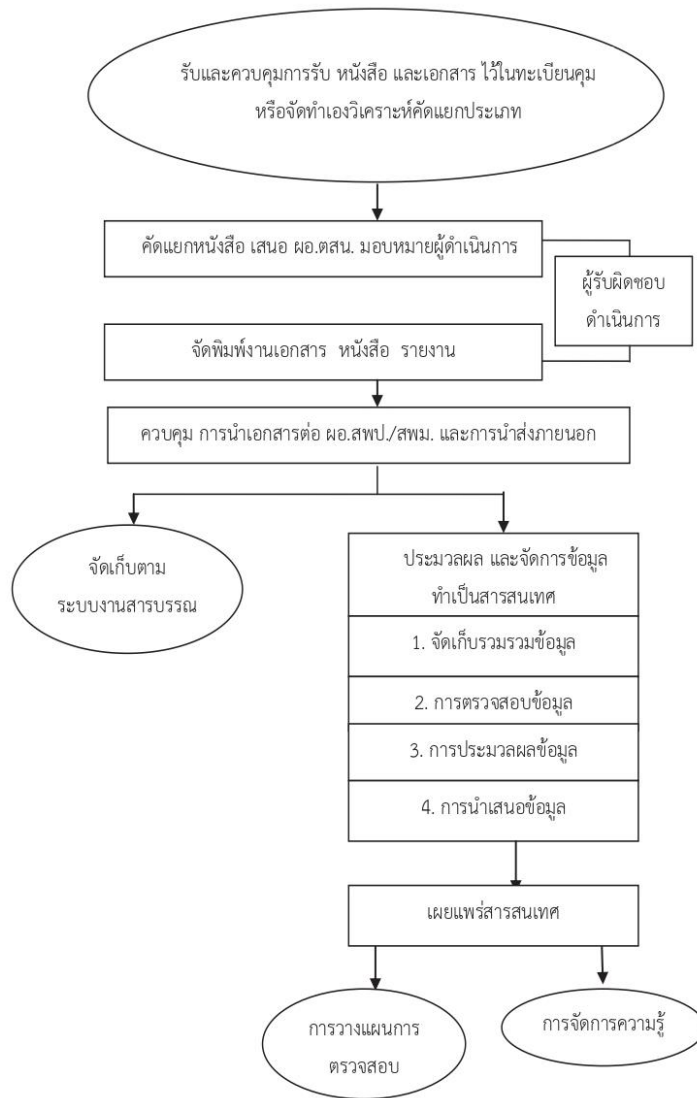 รับและควบคุมการรับ หนังสือ และเอกสาร ไว้ในทะเบียนคุม
หรือจัดทำเองวิเคราะห์คัดแยกประเภท
คัดแยกหนังสือ เสนอ ผอ.ตสน. มอบหมายผู้ดำเนินการ
ผู้รับผิดชอบ
ดำเนินการ
จัดพิมพ์งานเอกสาร หนังสือ รายงาน
ควบคุม การนำเอกสารต่อ ผอ.สพป./สพม. และการนำส่งภายนอก
จัดเก็บตาม
ระบบงานสารบรรณ
ประมวลผล และจัดการข้อมูล
ทำเป็นสารสนเทศ
1. จัดเก็บรวมรวมข้อมูล
2. การตรวจสอบข้อมูล
3. การประมวลผลข้อมูล
4. การนำเสนอข้อมูล
เผยแพร่สารสนเทศ
การวางแผนการ
ตรวจสอบ
การจัดการความรู้